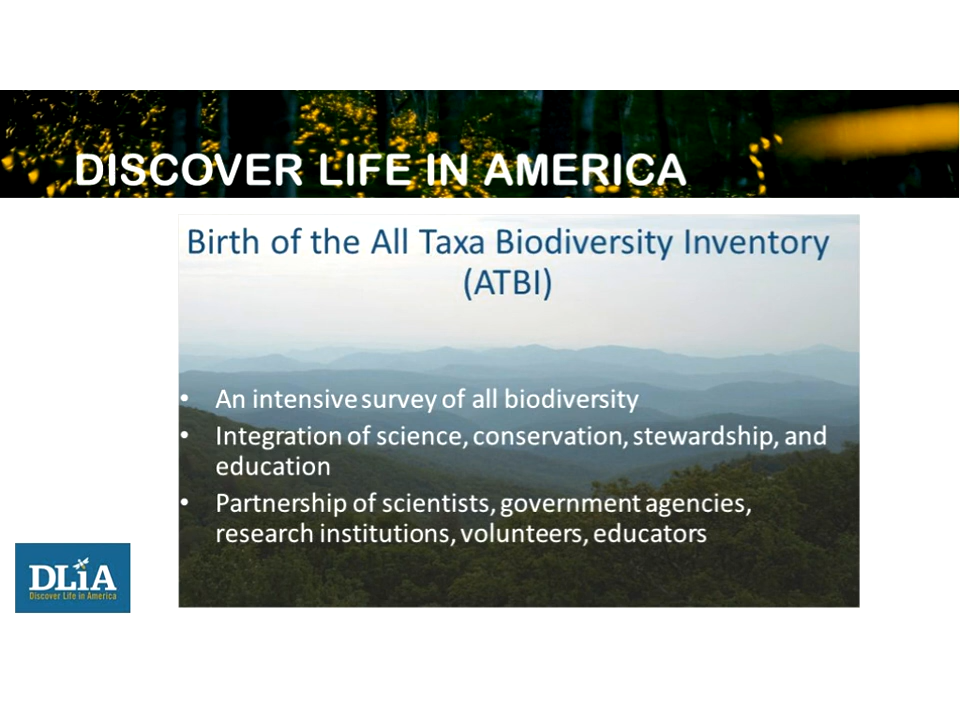 DISCOVER LIFE IN AMERICA
Birth of the All Taxa Biodiversity Inventory
(ATBI)
• An intensive survey of all biodiversity
• Integration of science, conservation, stewardship, and
education
• Partnership of scientists, government agencies,
research institutions, volunteers, educators
DLiA
Discover Life in America